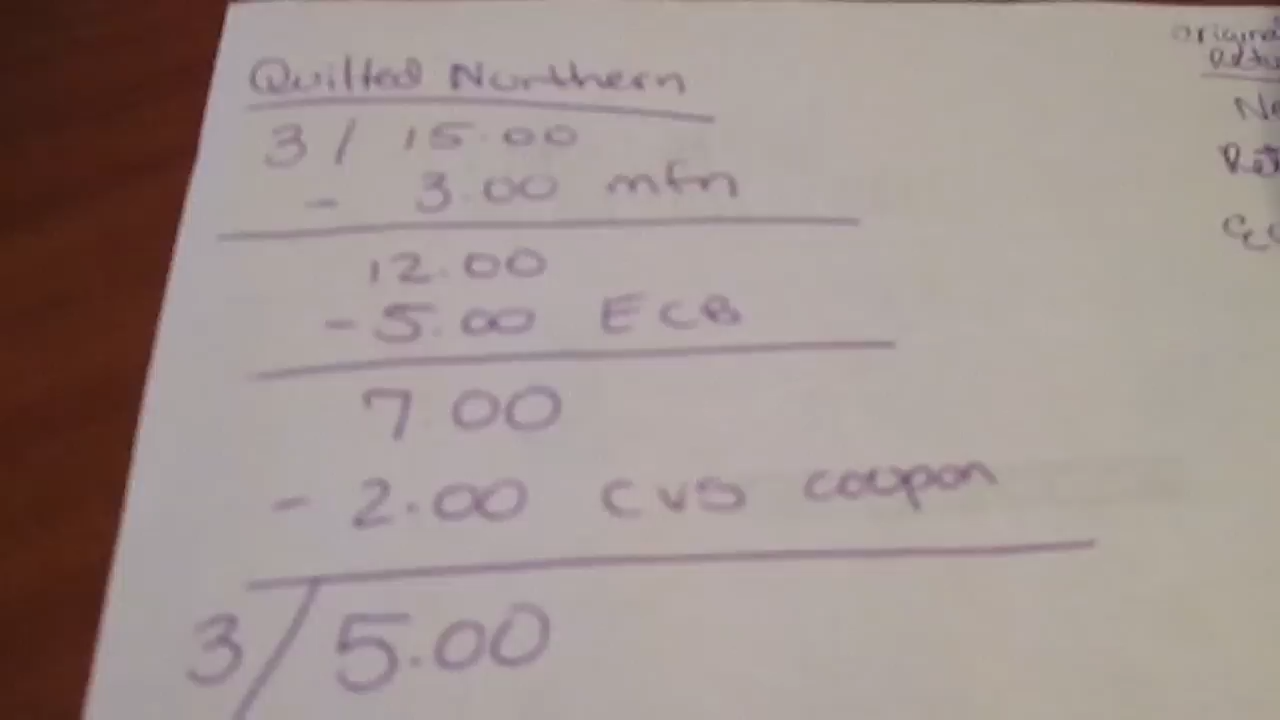 Quilted Northern
3 / 15.00
- 3.00 mfn
12.00
- 5.00 ECB
7.00
- 2.00 CVS coupon
3/ 5.00